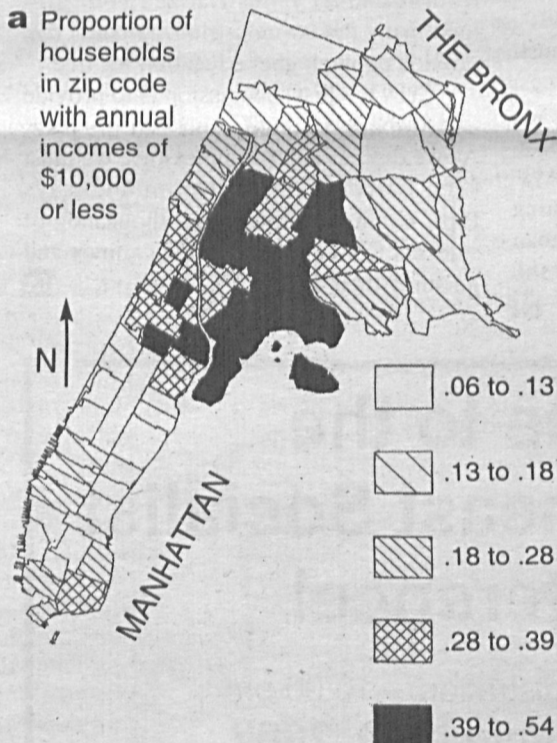 a Proportion of
households
in zip code
with annual
incomes of
$10,000
or less
THE BRONX
N
MANHATTAN
.06 to .13
.13 to .18
.18 to .28
.28 to .39
.39 to .54